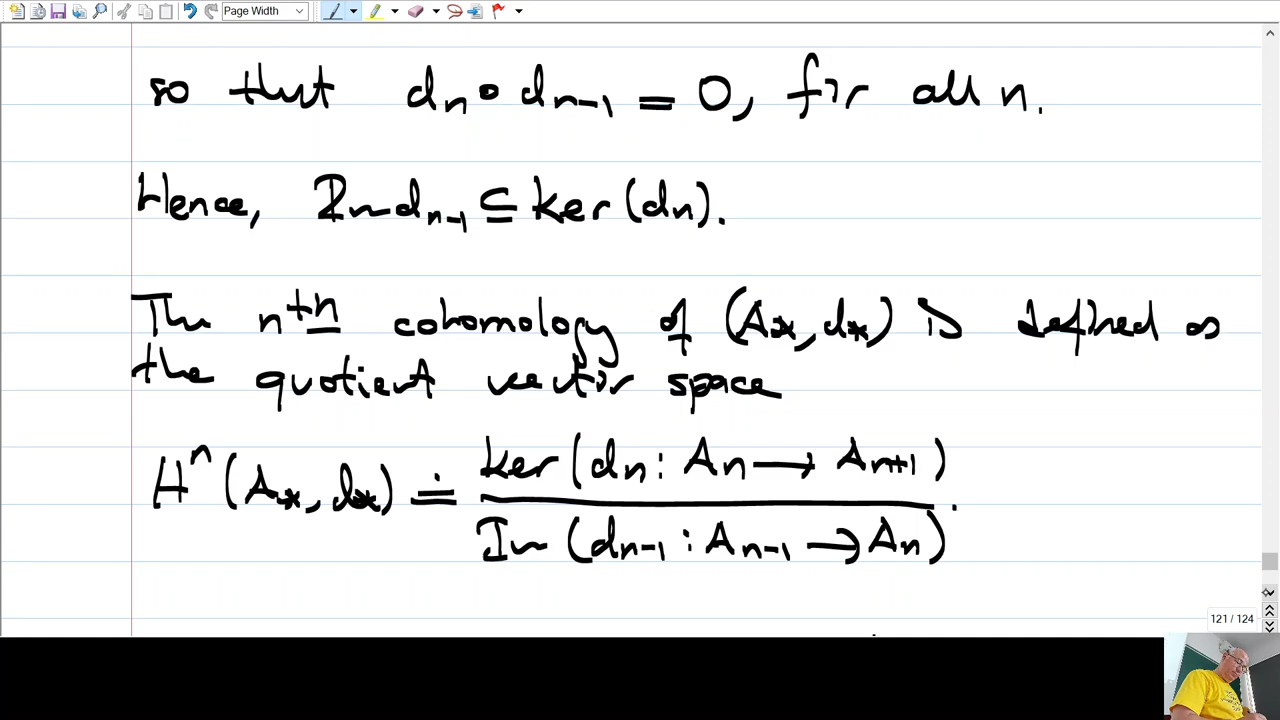 Page Width
so that dₙ ∘ dₙ₋₁ = 0, for all n.
Hence, Im dₙ₋₁ ⊆ ker(dₙ).
The nth cohomology of (A*, d*) is defined as
the quotient vector space
Hⁿ(A*, d*) ≐ ker(dₙ : Aₙ ⟶ Aₙ₊₁)
Im(dₙ₋₁ : Aₙ₋₁ ⟶ Aₙ) .
121 / 124